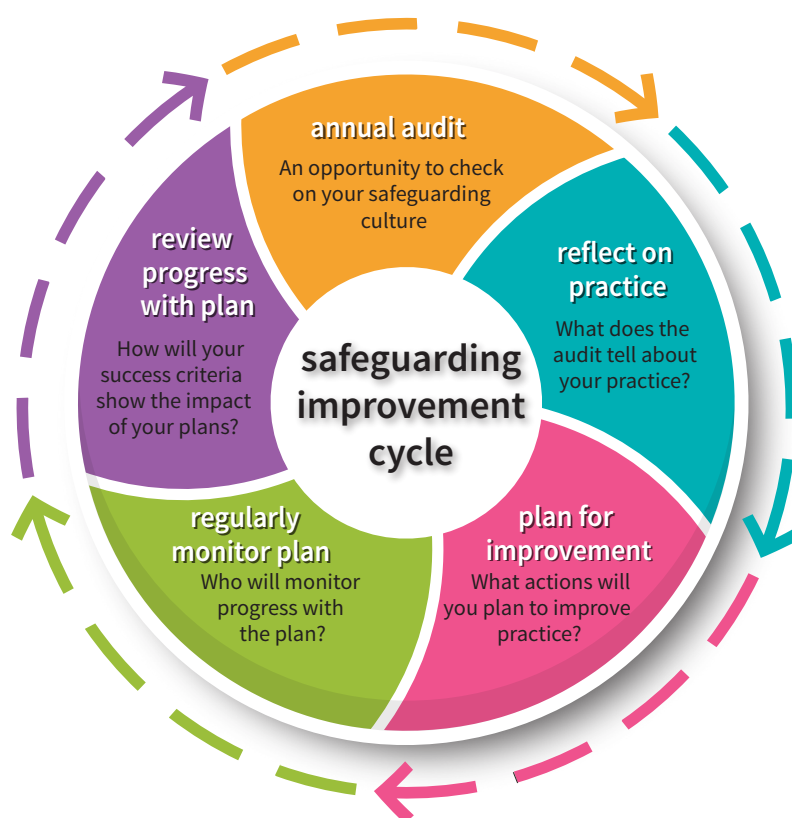 annual audit
An opportunity to check
on your safeguarding
culture
reflect on
practice
What does the
audit tell about
your practice?
plan for
improvement
What actions will
you plan to improve
practice?
regularly
monitor plan
Who will monitor
progress with
the plan?
review
progress
with plan
How will your
success criteria
show the impact
of your plans?
safeguarding
improvement
cycle